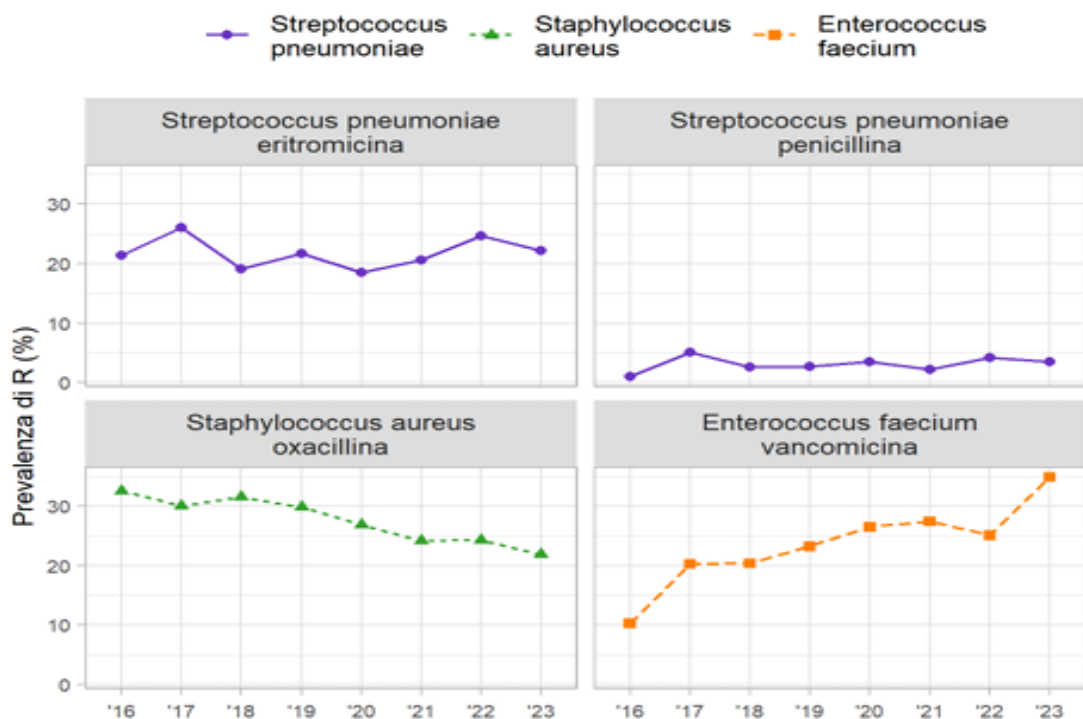 Streptococcus pneumoniae
Staphylococcus aureus
Enterococcus faecium
Streptococcus pneumoniae
eritromicina
Streptococcus pneumoniae
penicillina
30
20
10
0
Prevalenza di R (%)
Staphylococcus aureus
oxacillina
Enterococcus faecium
vancomicina
30
20
10
0
'16 '17 '18 '19 '20 '21 '22 '23
'16 '17 '18 '19 '20 '21 '22 '23